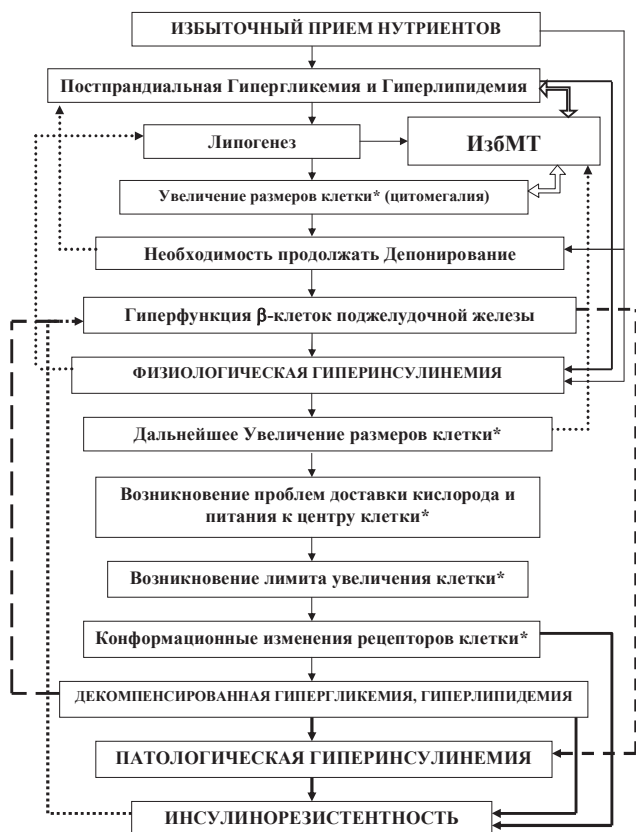 ИЗБЫТОЧНЫЙ ПРИЕМ НУТРИЕНТОВ
Постпрандиальная Гипергликемия и Гиперлипидемия
Липогенез
ИзбМТ
Увеличение размеров клетки* (цитомегалия)
Необходимость продолжать Депонирование
Гиперфункция β-клеток поджелудочной железы
ФИЗИОЛОГИЧЕСКАЯ ГИПЕРИНСУЛИНЕМИЯ
Дальнейшее Увеличение размеров клетки*
Возникновение проблем доставки кислорода и
питания к центру клетки*
Возникновение лимита увеличения клетки*
Конформационные изменения рецепторов клетки*
ДЕКОМПЕНСИРОВАННАЯ ГИПЕРГЛИКЕМИЯ, ГИПЕРЛИПИДЕМИЯ
ПАТОЛОГИЧЕСКАЯ ГИПЕРИНСУЛИНЕМИЯ
ИНСУЛИНОРЕЗИСТЕНТНОСТЬ